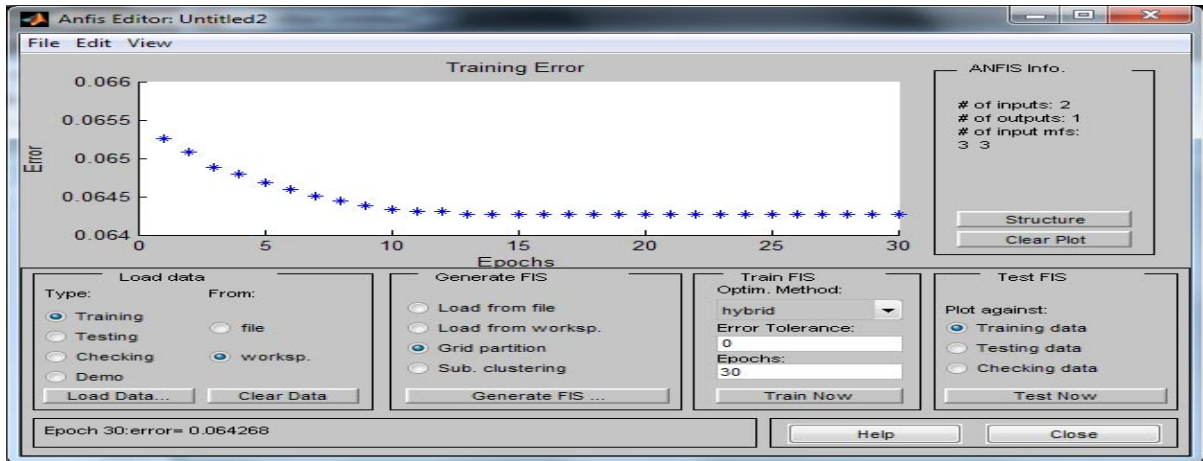 Anfis Editor: Untitled2
File Edit View
Training Error
0.066
0.0655
0.065
0.0645
0.064
Error
0 5 10 15 20 25 30
Epochs
ANFIS Info.
# of inputs: 2
# of outputs: 1
# of input mfs:
3 3
Structure
Clear Plot
Load data
Type: From:
Training
Testing
Checking
Demo
file
worksp.
Load Data... Clear Data
Generate FIS
Load from file
Load from worksp.
Grid partition
Sub. clustering
Generate FIS ...
Train FIS
Optim. Method:
hybrid
Error Tolerance:
0
Epochs:
30
Train Now
Test FIS
Plot against:
Training data
Testing data
Checking data
Test Now
Epoch 30:error= 0.064268
Help Close